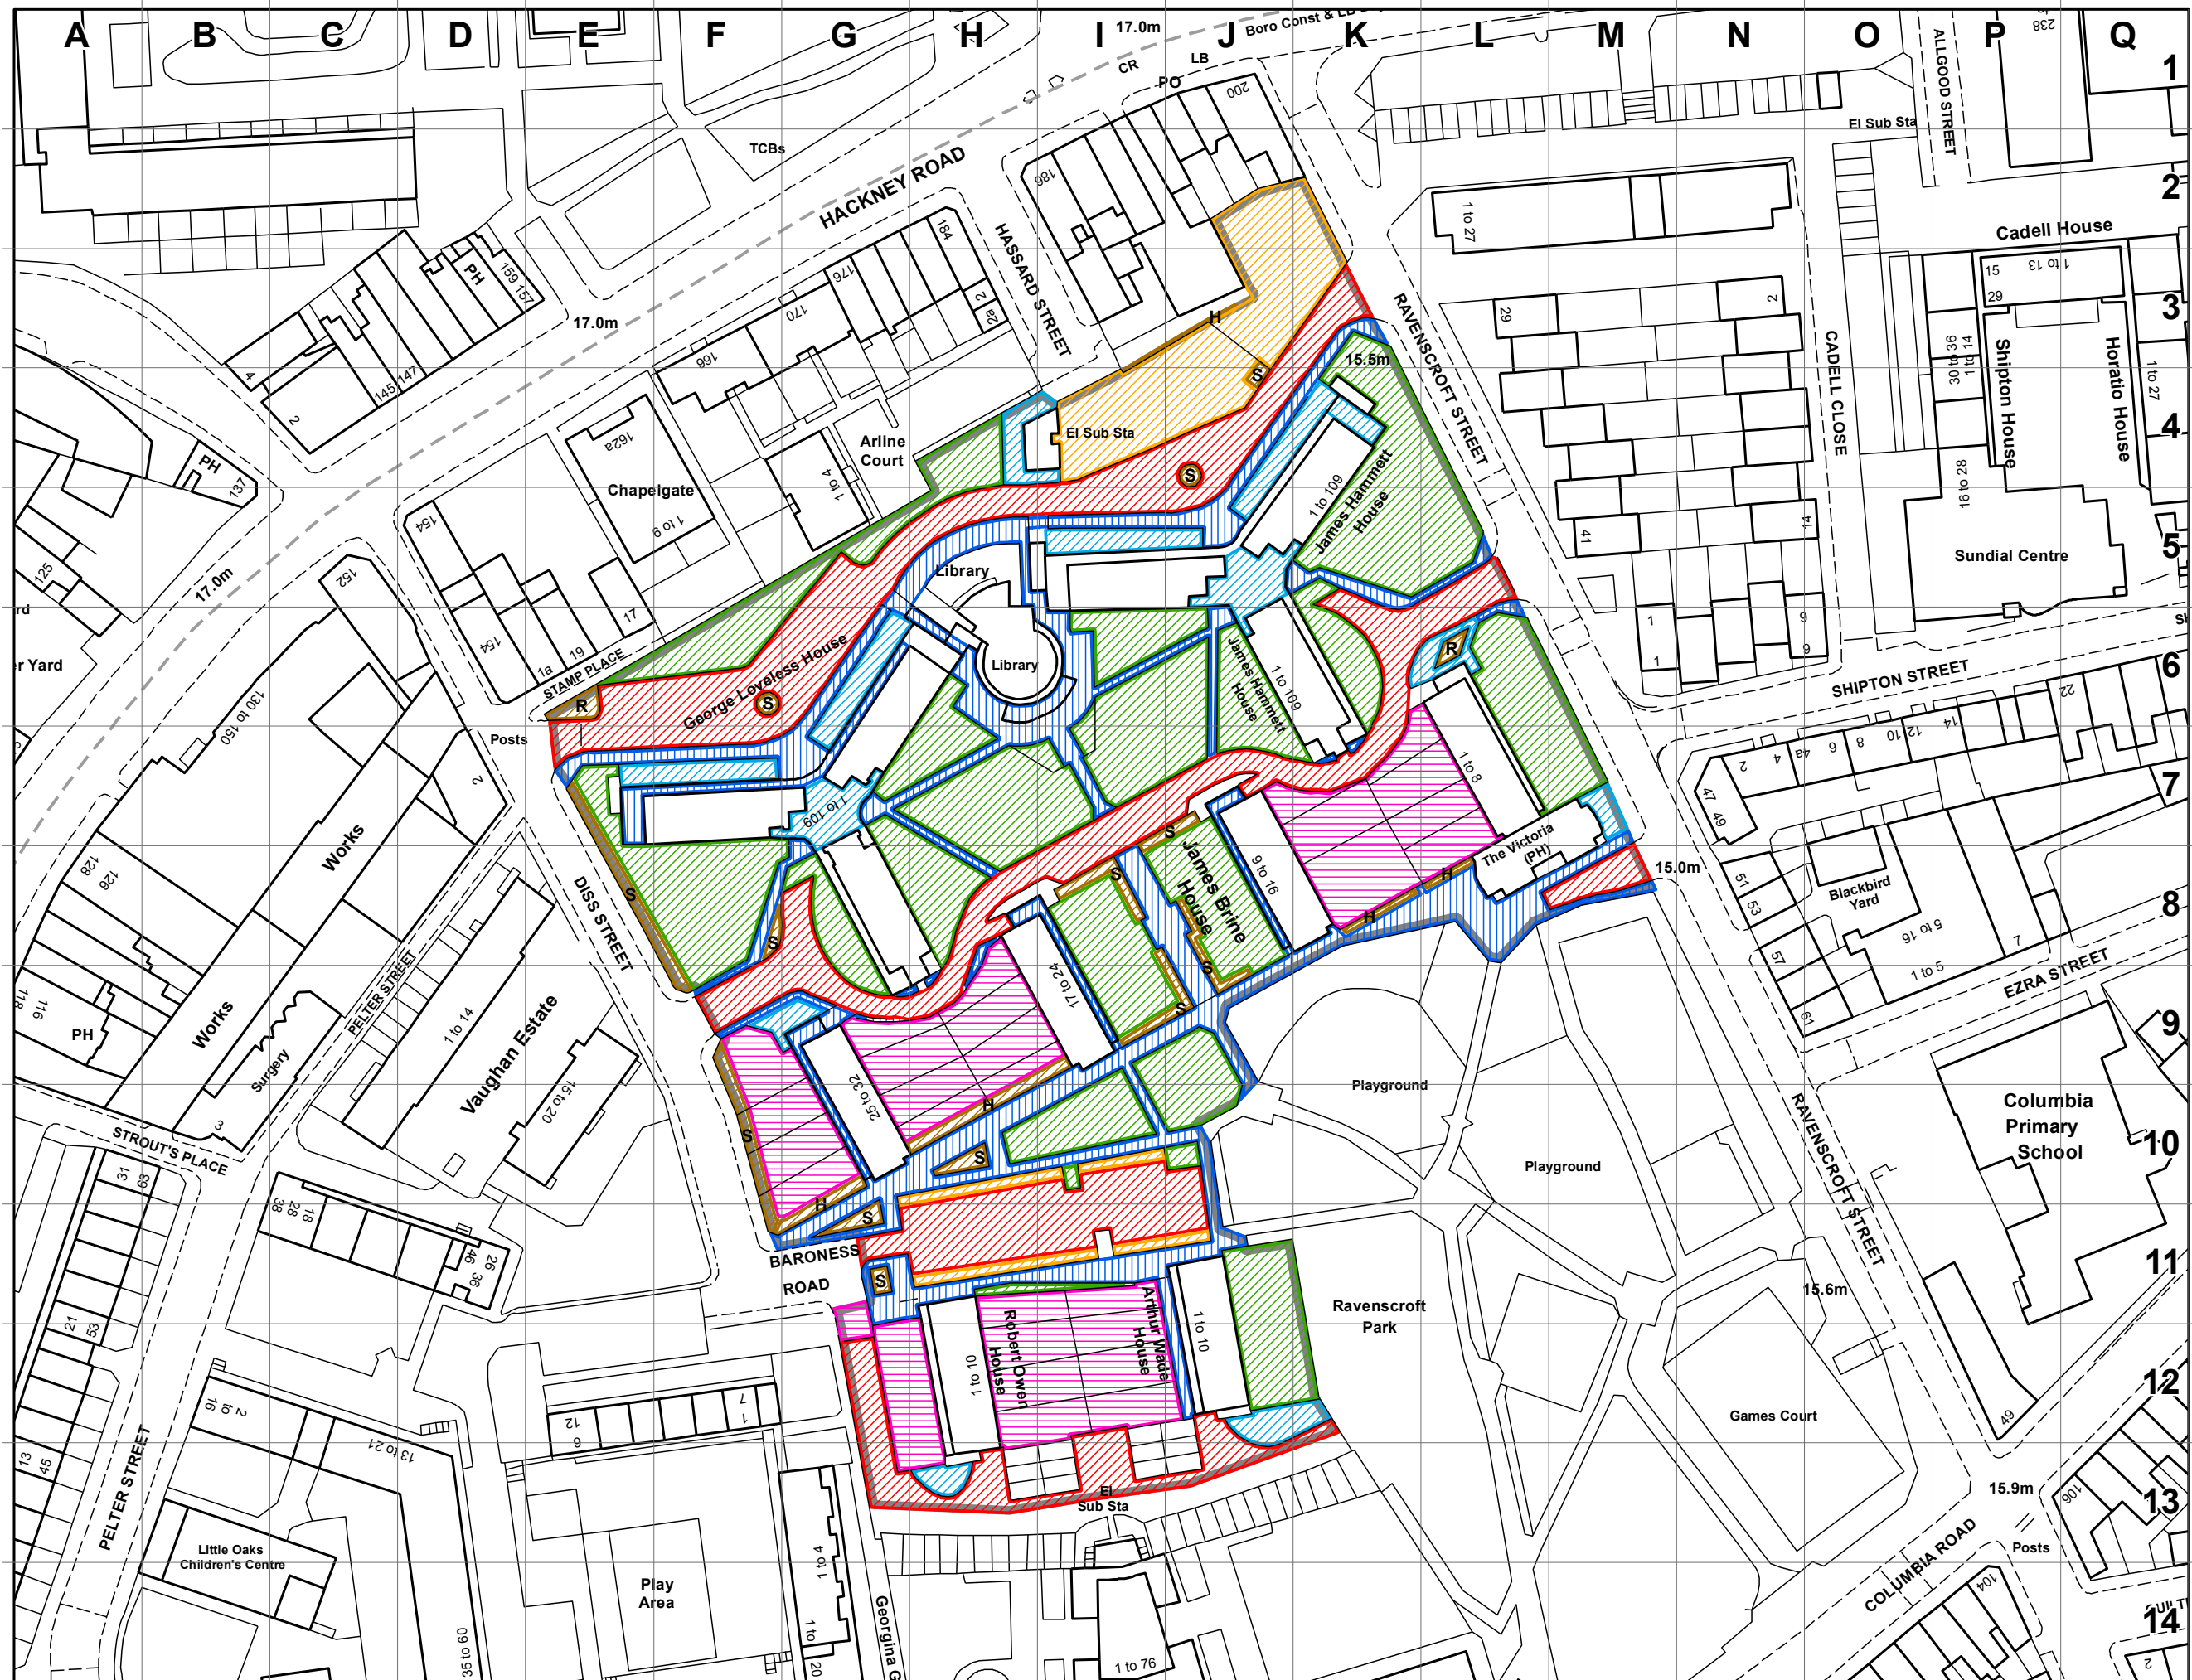 A B C D E F G H I J K L M N O P Q
1
2
3
4
5
6
7
8
9
10
11
12
13
14
17.0m
Boro Const & LB
CR
LB
PO
200
238
ALLGOOD STREET
El Sub Sta
TCBs
HACKNEY ROAD
186
184
HASSARD STREET
1 to 27
Cadell House
PH
159
157
176
2
2a
15
29
1 to 13
17.0m
170
H
RAVENSCROFT STREET
29
2
CADELL CLOSE
30 to 36
1 to 14
Shipton House
Horatio House
1 to 27
4
145
147
166
15.5m
S
2
162a
Arline
Court
El Sub Sta
PH
137
Chapelgate
1 to 9
1 to 4
S
1 to 109
James Hammett
House
16 to 28
154
41
14
Sundial Centre
125
17.0m
152
Library
rd
r Yard
154
1a
19
17
STAMP PLACE
George Loveless House
Library
James Hammett
House
1 to 109
R
1
1
9
9
SHIPTON STREET
22
130 to 150
R
S
Posts
2
2
4
4a
6
8
10
12
14
1 to 8
47
49
1 to 109
Works
S
The Victoria
(PH)
128
126
DISS STREET
S
S
James Brine
House
9 to 16
H
H
15.0m
51
53
Blackbird
Yard
5 to 16
7
1 to 5
S
S
17 to 24
57
61
EZRA STREET
118
116
PH
Works
Surgery
PELTER STREET
1 to 14
Vaughan Estate
15 to 20
S
25 to 32
H
Playground
Columbia
Primary
School
3
STROUT'S PLACE
S
S
Playground
RAVENSCROFT STREET
31
63
38
28
18
H
S
46
26
36
BARONESS
ROAD
S
15.6m
Ravenscroft
Park
21
53
1 to 10
Robert Owen
House
Arthur Wade
House
1 to 10
RAVENSCROFT STREET
2 to 16
13 to 21
12
6
7
1
Games Court
49
13
45
PELTER STREET
El
Sub Sta
15.9m
106
Little Oaks
Children's Centre
Play
Area
1 to 4
COLUMBIA ROAD
Posts
104
35 to 60
1 to
20
Georgina G
1 to 76
2